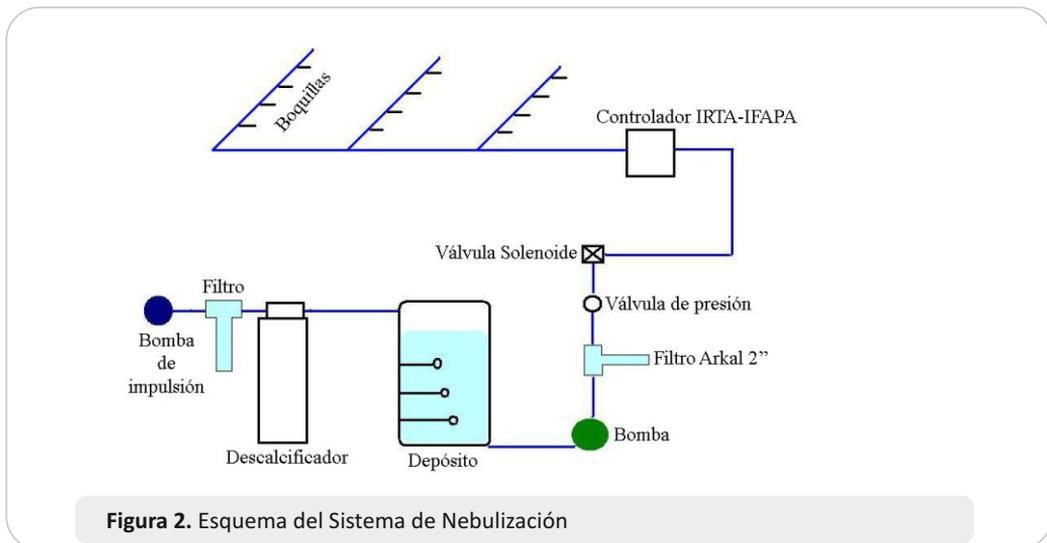 Boquillas
Controlador IRTA-IFAPA
Válvula Solenoide
Filtro
Válvula de presión
Bomba
de
impulsión
Filtro Arkal 2”
Bomba
Descalcificador
Depósito
Figura 2. Esquema del Sistema de Nebulización